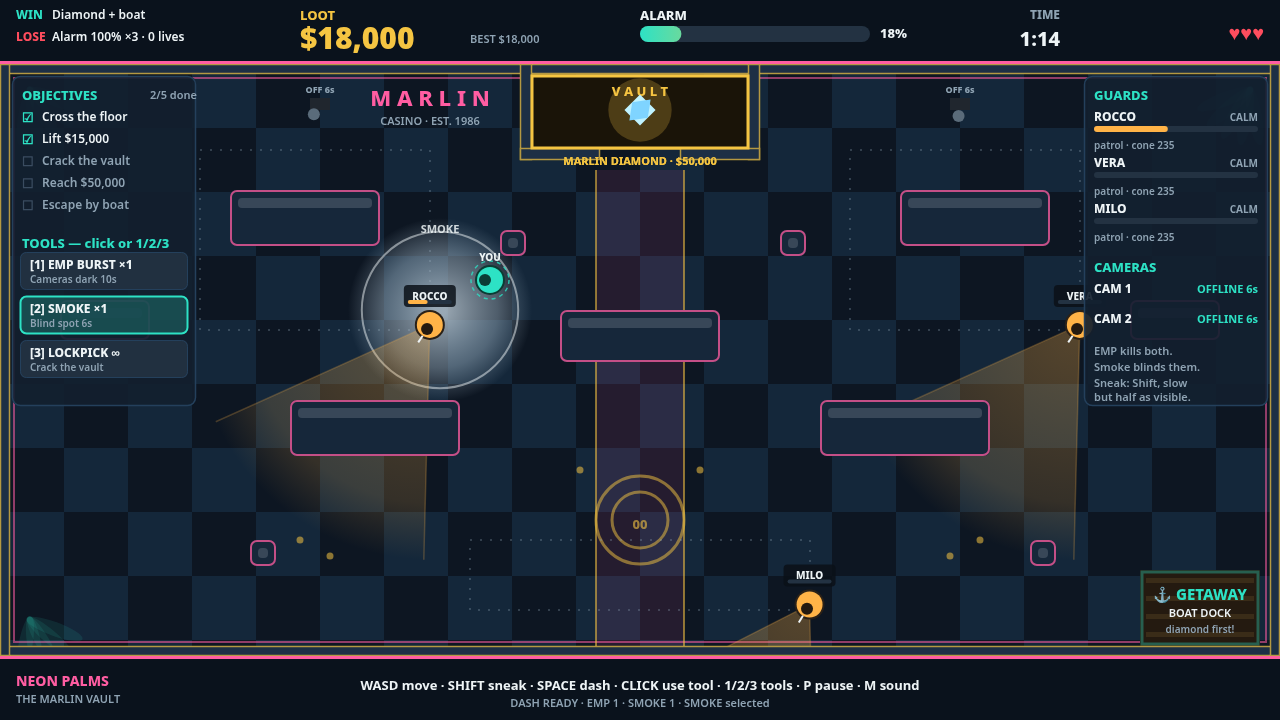 WIN Diamond + boat
LOSE Alarm 100% ×3 · 0 lives
LOOT
$18,000
BEST $18,000
ALARM
18%
TIME
1:14
♥♥♥
OBJECTIVES 2/5 done
☑ Cross the floor
☑ Lift $15,000
☐ Crack the vault
☐ Reach $50,000
☐ Escape by boat
TOOLS — click or 1/2/3
[1] EMP BURST ×1
Cameras dark 10s
[2] SMOKE ×1
Blind spot 6s
[3] LOCKPICK ∞
Crack the vault
OFF 6s
MARLIN
CASINO · EST. 1986
VAULT
MARLIN DIAMOND · $50,000
OFF 6s
SMOKE
YOU
ROCCO
VERA
00
MILO
GUARDS
ROCCO CALM
patrol · cone 235
VERA CALM
patrol · cone 235
MILO CALM
patrol · cone 235
CAMERAS
CAM 1 OFFLINE 6s
CAM 2 OFFLINE 6s
EMP kills both.
Smoke blinds them.
Sneak: Shift, slow
but half as visible.
⚓ GETAWAY
BOAT DOCK
diamond first!
NEON PALMS
THE MARLIN VAULT
WASD move · SHIFT sneak · SPACE dash · CLICK use tool · 1/2/3 tools · P pause · M sound
DASH READY · EMP 1 · SMOKE 1 · SMOKE selected